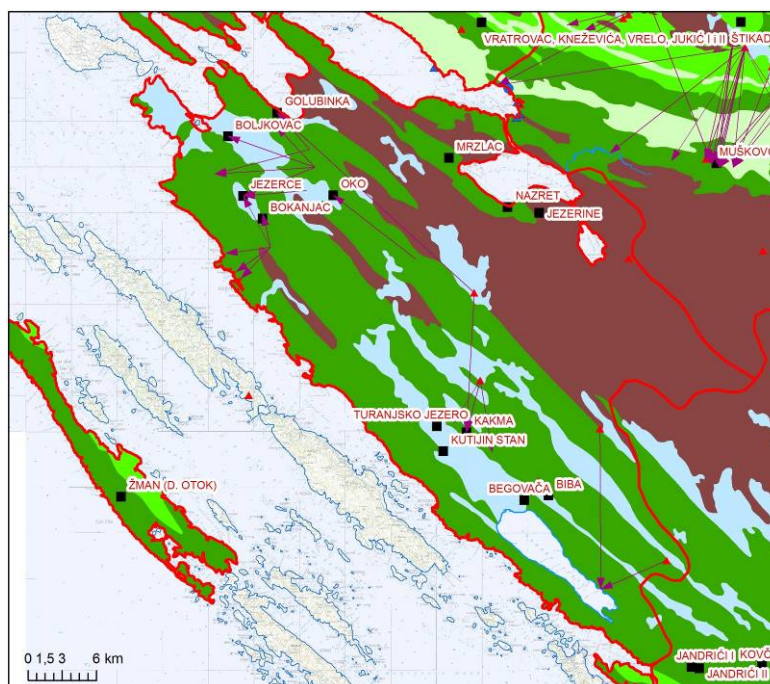 VRATROVAC, KNEŽEVIĆA, VRELO, JUKIĆ I i II
ŠTIKAD
GOLUBINKA
BOLJKOVAC
MRZLAC
MUŠKOVC
JEZERCE
OKO
NAZRET
BOKANJAC
JEZERINE
TURANJSKO JEZERO
KAKMA
KUTIJIN STAN
BEGOVAČA
BIBA
ŽMAN (D. OTOK)
0 1,5 3 6 km
JANDRIĆI I
KOVČ
JANDRIĆI II